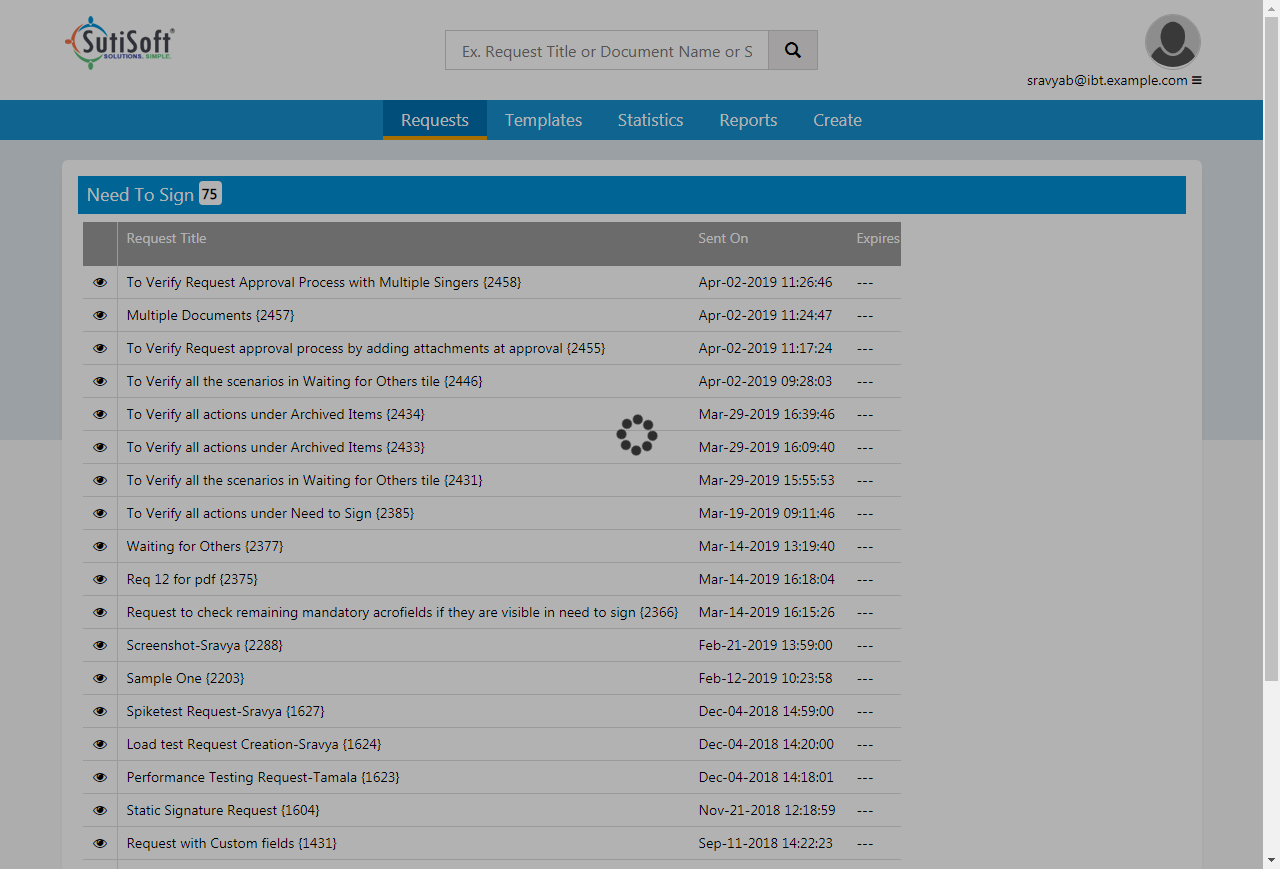 SutiSoft®
SOLUTIONS. SIMPLE.
Ex. Request Title or Document Name or S
sravyab@ibt.example.com
Requests Templates Statistics Reports Create
Need To Sign 75
Request Title Sent On Expires
To Verify Request Approval Process with Multiple Singers {2458} Apr-02-2019 11:26:46 ---
Multiple Documents {2457} Apr-02-2019 11:24:47 ---
To Verify Request approval process by adding attachments at approval {2455} Apr-02-2019 11:17:24 ---
To Verify all the scenarios in Waiting for Others tile {2446} Apr-02-2019 09:28:03 ---
To Verify all actions under Archived Items {2434} Mar-29-2019 16:39:46 ---
To Verify all actions under Archived Items {2433} Mar-29-2019 16:09:40 ---
To Verify all the scenarios in Waiting for Others tile {2431} Mar-29-2019 15:55:53 ---
To Verify all actions under Need to Sign {2385} Mar-19-2019 09:11:46 ---
Waiting for Others {2377} Mar-14-2019 13:19:40 ---
Req 12 for pdf {2375} Mar-14-2019 16:18:04 ---
Request to check remaining mandatory acrofields if they are visible in need to sign {2366} Mar-14-2019 16:15:26 ---
Screenshot-Sravya {2288} Feb-21-2019 13:59:00 ---
Sample One {2203} Feb-12-2019 10:23:58 ---
Spiketest Request-Sravya {1627} Dec-04-2018 14:59:00 ---
Load test Request Creation-Sravya {1624} Dec-04-2018 14:20:00 ---
Performance Testing Request-Tamala {1623} Dec-04-2018 14:18:01 ---
Static Signature Request {1604} Nov-21-2018 12:18:59 ---
Request with Custom fields {1431} Sep-11-2018 14:22:23 ---